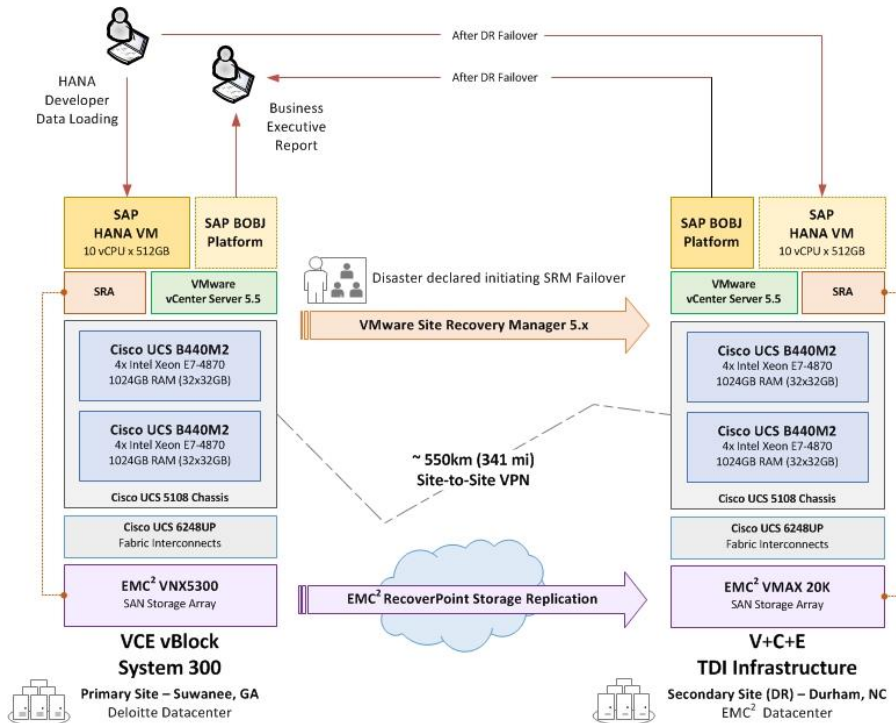 After DR Failover
After DR Failover
HANA
Developer
Data Loading
Business
Executive
Report
SAP
HANA VM
10 vCPU x 512GB
SAP BOBJ
Platform
SRA
VMware
vCenter Server 5.5
Cisco UCS B440M2
4x Intel Xeon E7-4870
1024GB RAM (32x32GB)
Cisco UCS B440M2
4x Intel Xeon E7-4870
1024GB RAM (32x32GB)
Cisco UCS 5108 Chassis
Cisco UCS 6248UP
Fabric Interconnects
EMC² VNX5300
SAN Storage Array
VCE vBlock
System 300
Primary Site – Suwanee, GA
Deloitte Datacenter
Disaster declared initiating SRM Failover
VMware Site Recovery Manager 5.x
~ 550km (341 mi)
Site-to-Site VPN
EMC² RecoverPoint Storage Replication
SAP BOBJ
Platform
SAP
HANA VM
10 vCPU x 512GB
VMware
vCenter Server 5.5
SRA
Cisco UCS B440M2
4x Intel Xeon E7-4870
1024GB RAM (32x32GB)
Cisco UCS B440M2
4x Intel Xeon E7-4870
1024GB RAM (32x32GB)
Cisco UCS 5108 Chassis
Cisco UCS 6248UP
Fabric Interconnects
EMC² VMAX 20K
SAN Storage Array
V+C+E
TDI Infrastructure
Secondary Site (DR) – Durham, NC
EMC² Datacenter